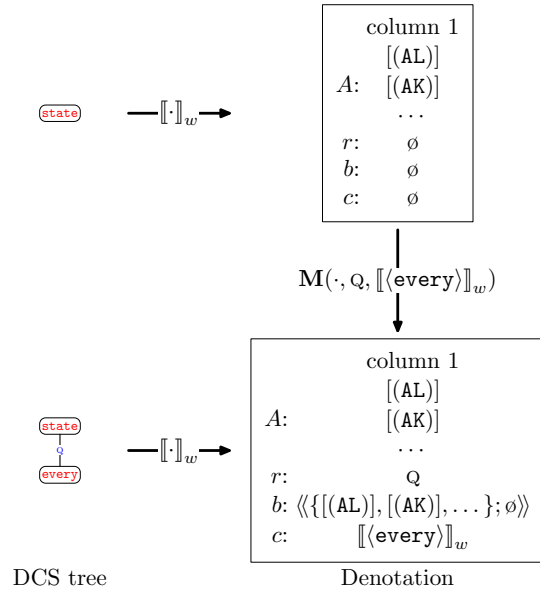 column 1
[(AL)]
A: [(AK)]
state ⟦·⟧w
...
r: ø
b: ø
c: ø
M(·, Q, ⟦⟨every⟩⟧w)
column 1
[(AL)]
state A: [(AK)]
Q ⟦·⟧w ...
every r: Q
b: ⟨⟨{[(AL)], [(AK)], ...}; ø⟩⟩
c: ⟦⟨every⟩⟧w
DCS tree Denotation